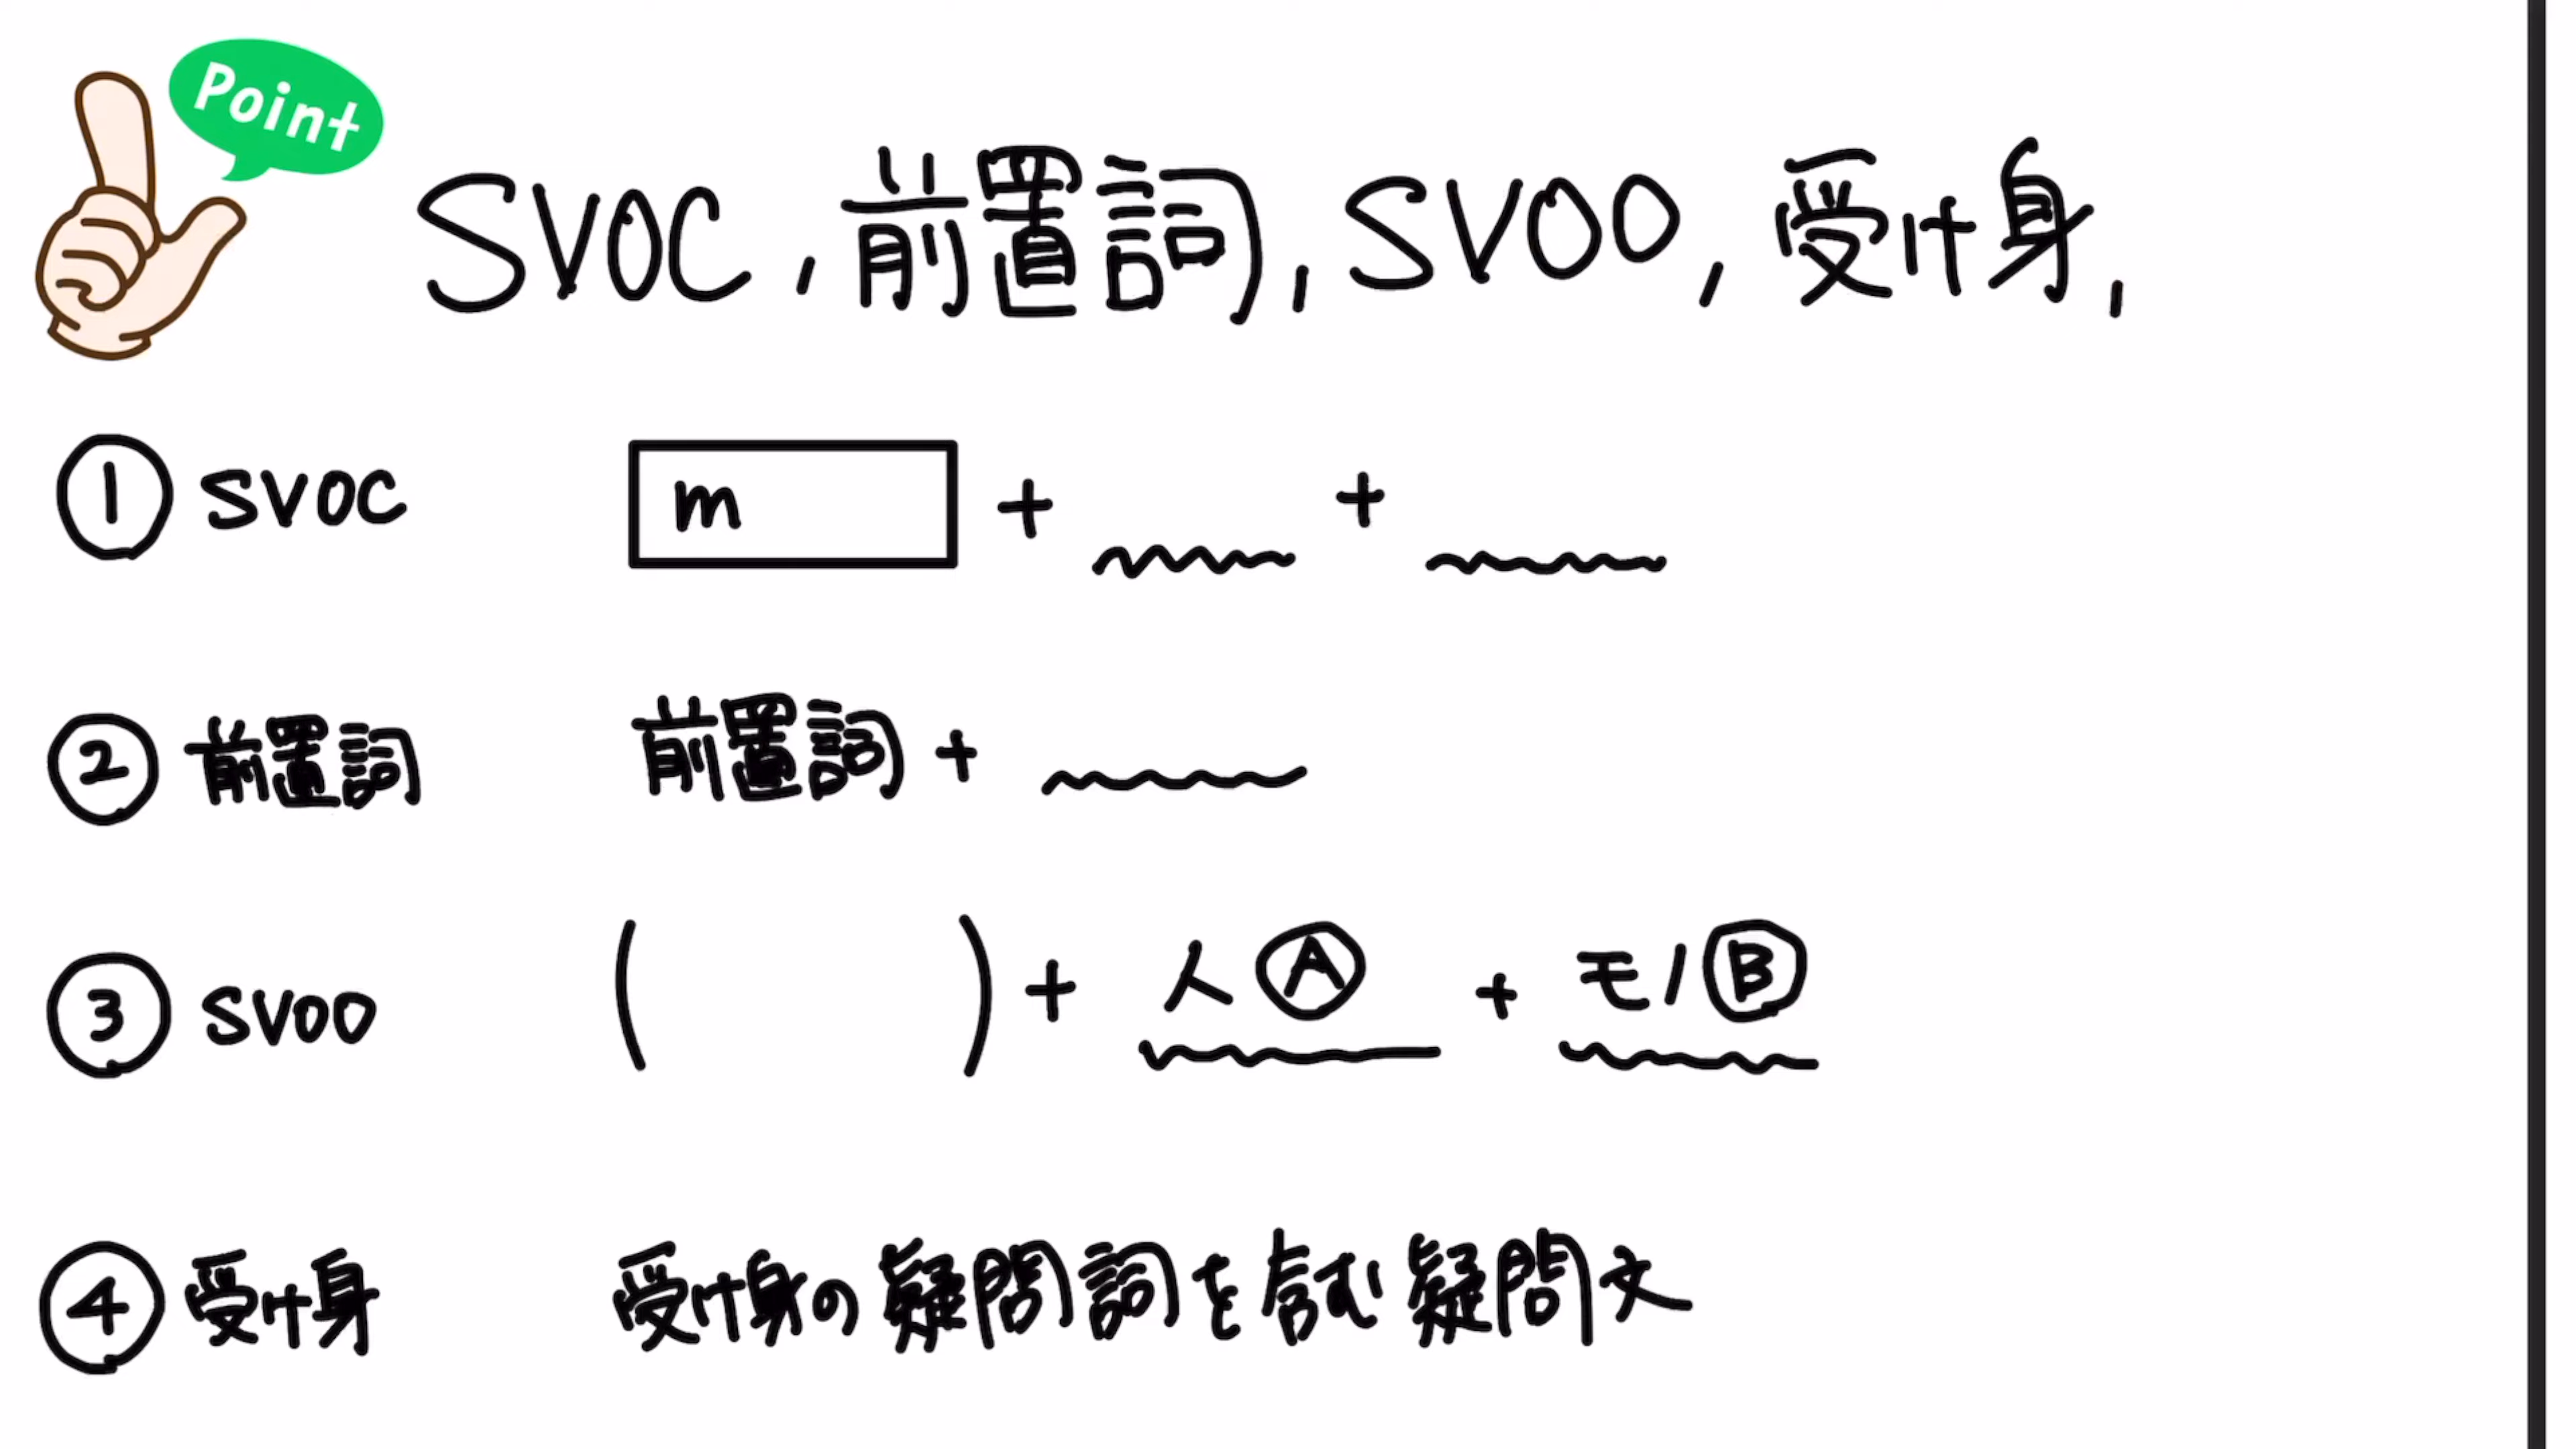 Point
SVOC, 前置詞, SVOO, 受け身,
① SVOC m + +
② 前置詞 前置詞 +
③ SVOO ( ) + 人Ⓐ + モノⒷ
④ 受け身 受け身の疑問詞を含む疑問文